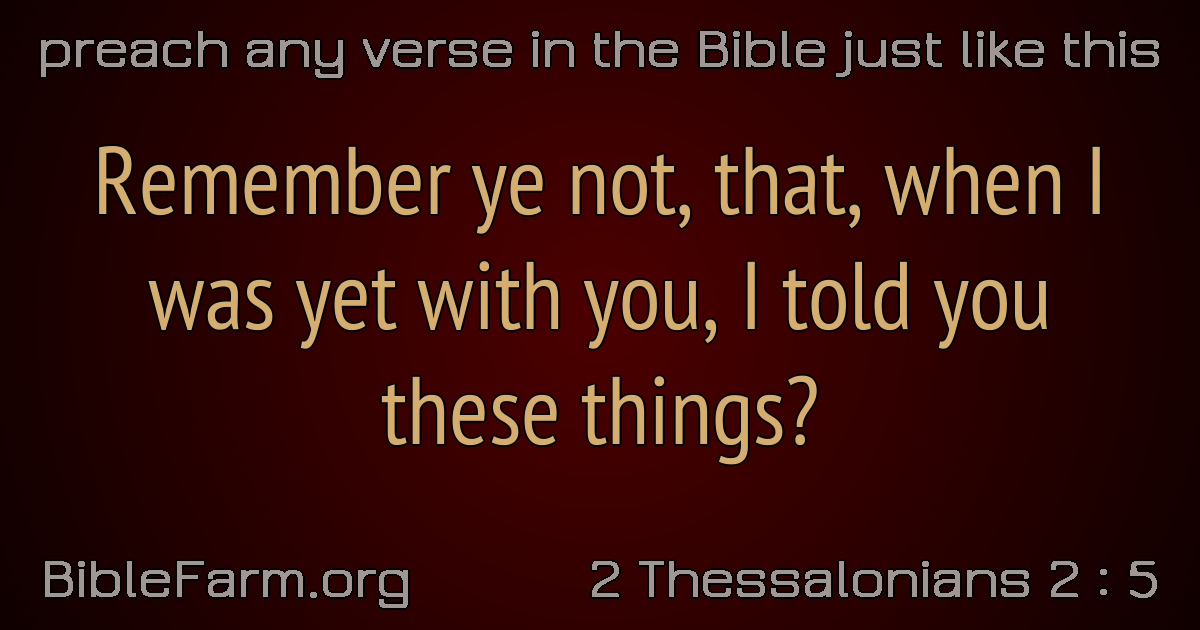 preach any verse in the Bible just like this
Remember ye not, that, when I
was yet with you, I told you
these things?
BibleFarm.org
2 Thessalonians 2 : 5